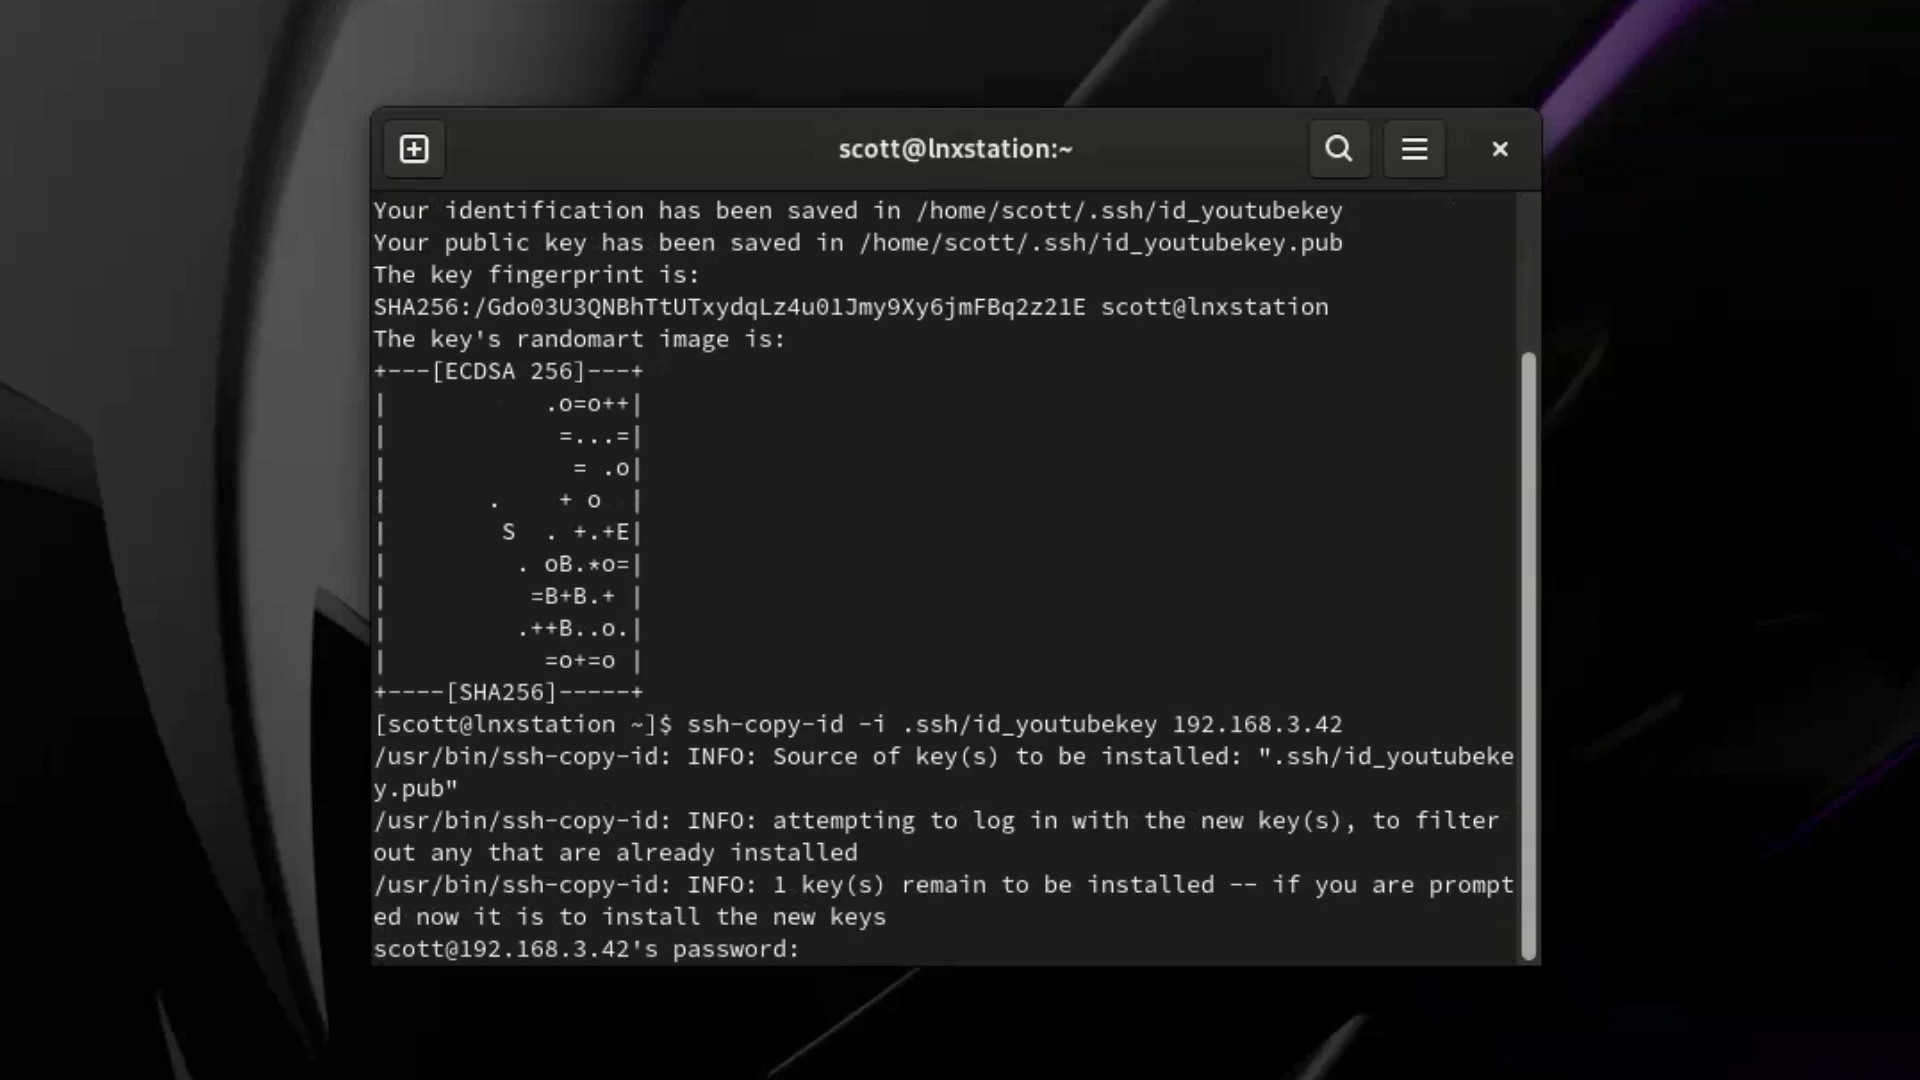 scott@lnxstation:~
Your identification has been saved in /home/scott/.ssh/id_youtubekey
Your public key has been saved in /home/scott/.ssh/id_youtubekey.pub
The key fingerprint is:
SHA256:/Gdo03U3QNBhTtUTxydqLz4u01Jmy9Xy6jmFBq2z21E scott@lnxstation
The key's randomart image is:
+---[ECDSA 256]---+
|           .o=o++|
|            =...=|
|             = .o|
|       .    + o  |
|        S  . +.+E|
|         . oB.*o=|
|          =B+B.+ |
|         .++B..o.|
|           =o+=o |
+----[SHA256]-----+
[scott@lnxstation ~]$ ssh-copy-id -i .ssh/id_youtubekey 192.168.3.42
/usr/bin/ssh-copy-id: INFO: Source of key(s) to be installed: ".ssh/id_youtubeke
y.pub"
/usr/bin/ssh-copy-id: INFO: attempting to log in with the new key(s), to filter
out any that are already installed
/usr/bin/ssh-copy-id: INFO: 1 key(s) remain to be installed -- if you are prompt
ed now it is to install the new keys
scott@192.168.3.42's password: